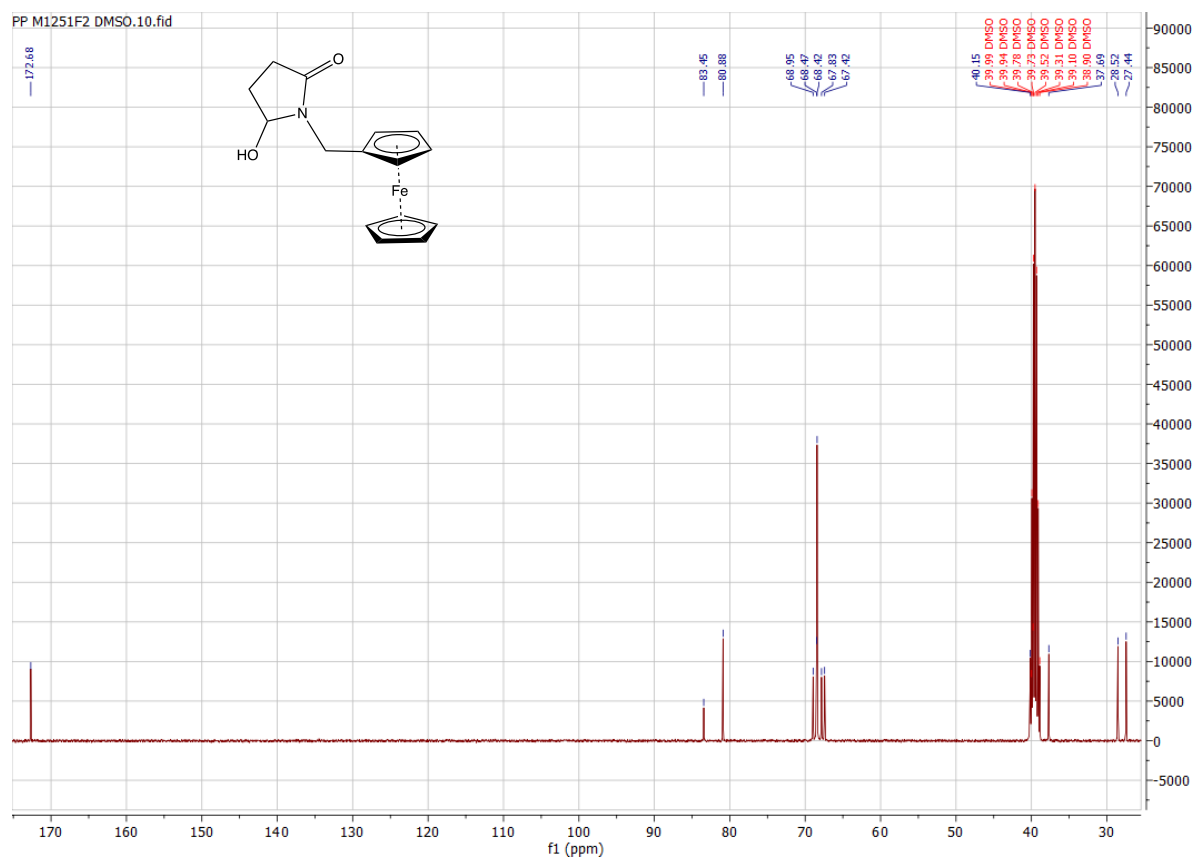 PP M1251F2 DMSO.10.fid
172.68
83.45
80.88
68.95
68.47
68.42
67.83
67.42
40.15
39.99 DMSO
39.94 DMSO
39.78 DMSO
39.73 DMSO
39.52 DMSO
39.31 DMSO
39.10 DMSO
38.90 DMSO
37.69
28.52
27.44
O
N
HO
Fe
90000
85000
80000
75000
70000
65000
60000
55000
50000
45000
40000
35000
30000
25000
20000
15000
10000
5000
0
-5000
170 160 150 140 130 120 110 100 90 80 70 60 50 40 30
f1 (ppm)